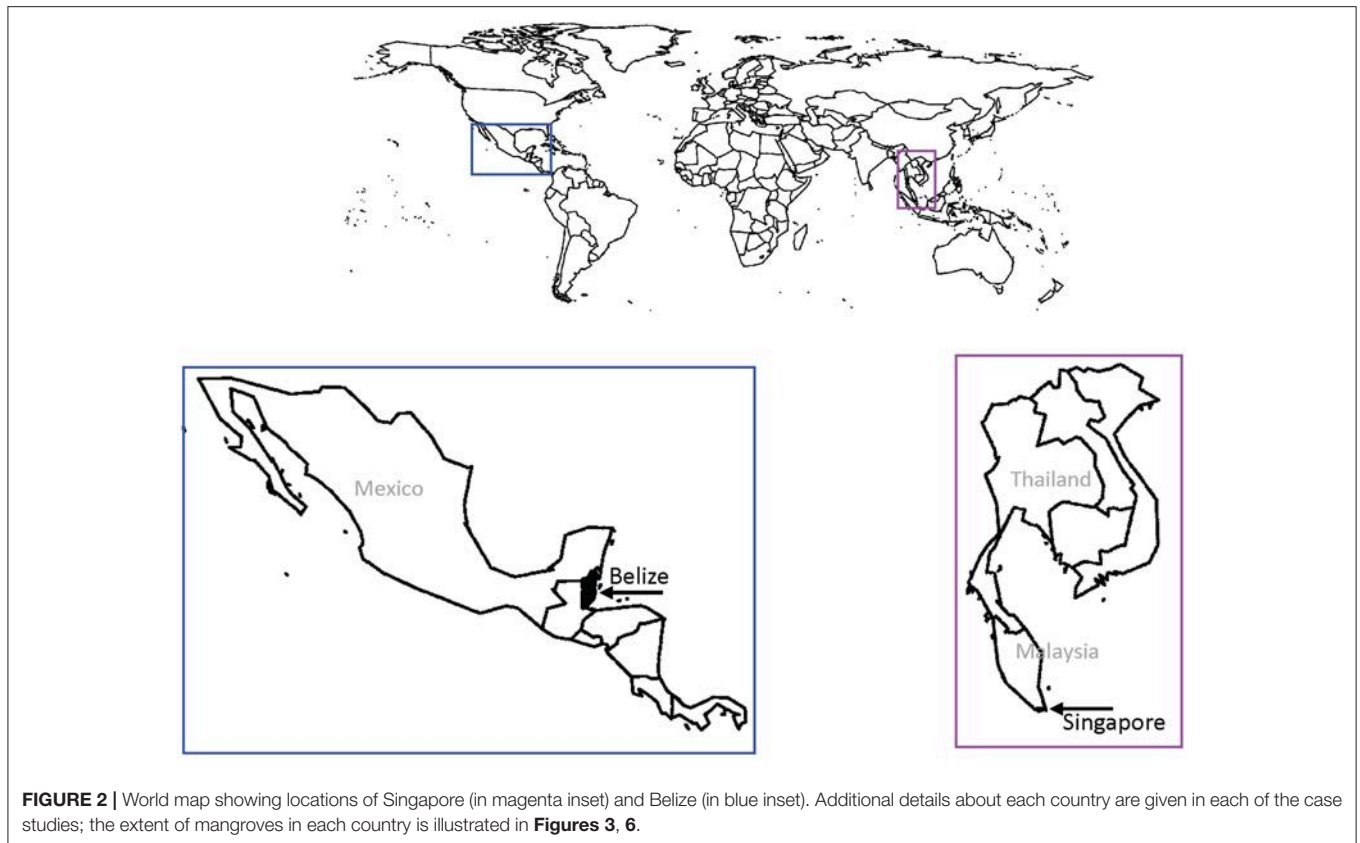 Mexico
Belize
Thailand
Malaysia
Singapore
FIGURE 2 | World map showing locations of Singapore (in magenta inset) and Belize (in blue inset). Additional details about each country are given in each of the case
studies; the extent of mangroves in each country is illustrated in Figures 3, 6.